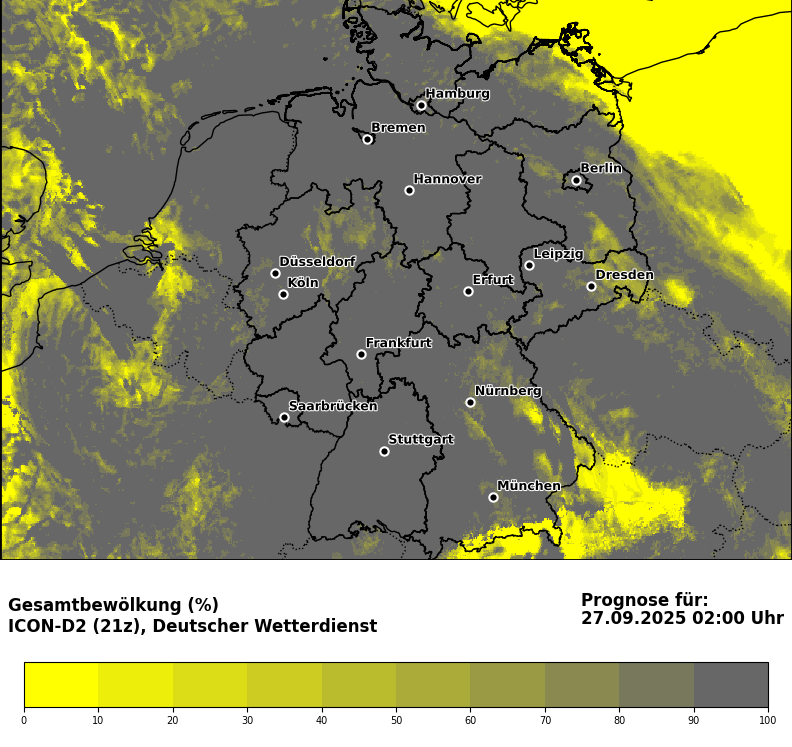 Hamburg
Bremen
Berlin
Hannover
Leipzig
Düsseldorf
Dresden
Köln
Erfurt
Frankfurt
Nürnberg
Saarbrücken
Stuttgart
München
Gesamtbewölkung (%)
ICON-D2 (21z), Deutscher Wetterdienst
Prognose für:
27.09.2025 02:00 Uhr
0 10 20 30 40 50 60 70 80 90 100